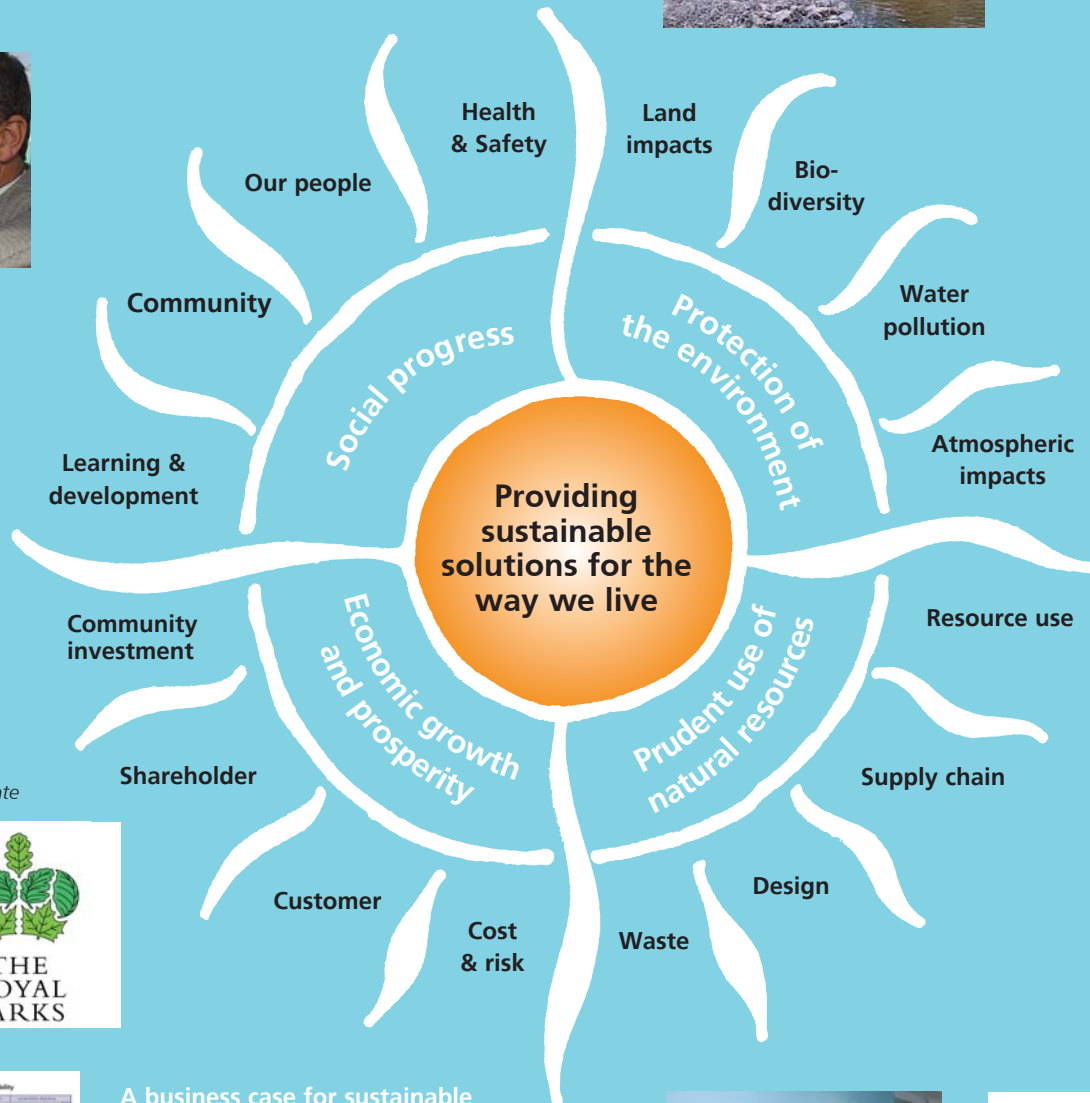 Health
& Safety
Land
impacts
Our people
Bio-
diversity
Community
Water
pollution
Social progress
Protection of
the environment
Learning &
development
Atmospheric
impacts
Providing
sustainable
solutions for the
way we live
Community
investment
Resource use
Economic growth
and prosperity
Prudent use of
natural resources
Shareholder
Supply chain
Customer
Design
Cost
& risk
Waste
A business case for sustainable